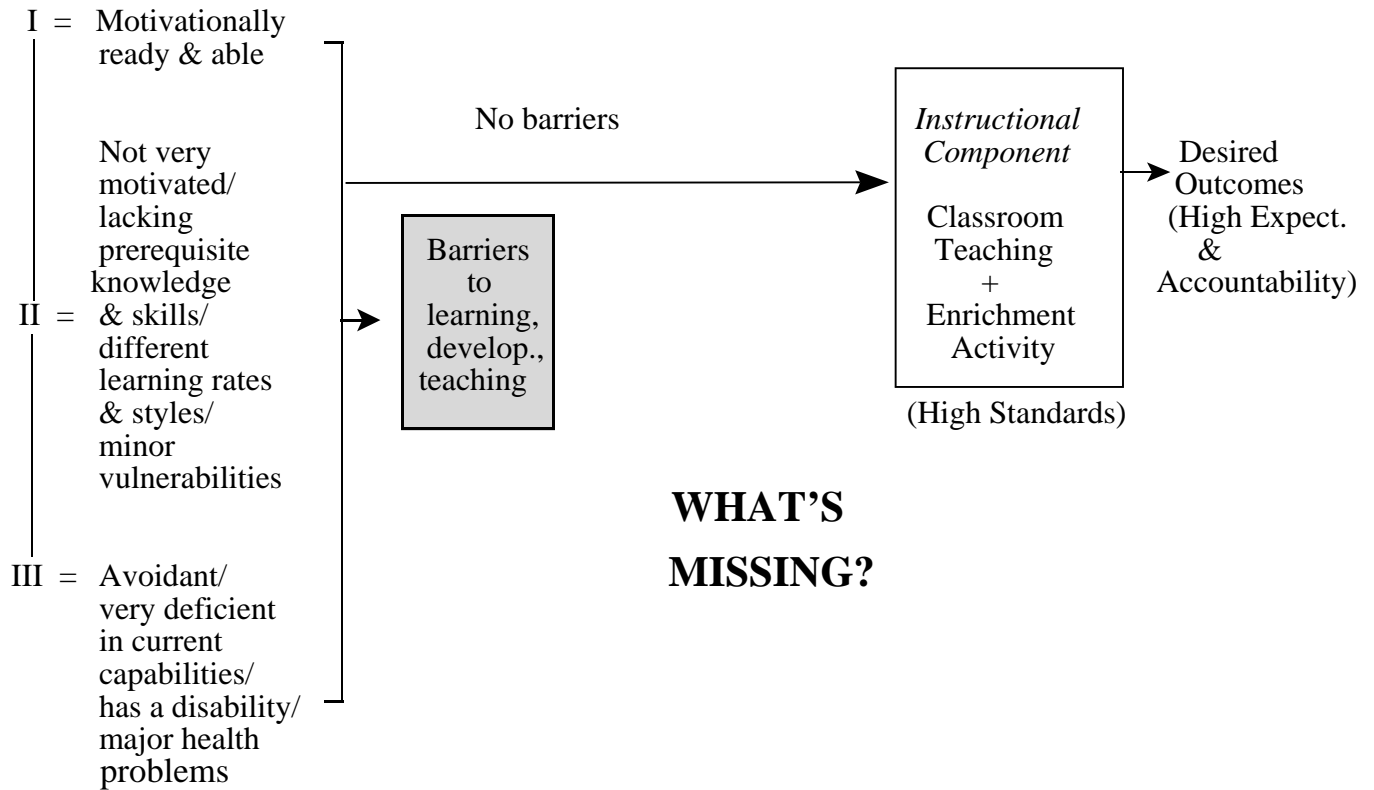 I = Motivationally
ready & able
Not very
motivated/
lacking
prerequisite
knowledge
II = & skills/
different
learning rates
& styles/
minor
vulnerabilities
III = Avoidant/
very deficient
in current
capabilities/
has a disability/
major health
problems
No barriers
Barriers
to
learning,
develop.,
teaching
Instructional
Component
Classroom
Teaching
+
Enrichment
Activity
(High Standards)
Desired
Outcomes
(High Expect.
&
Accountability)
WHAT’S
MISSING?